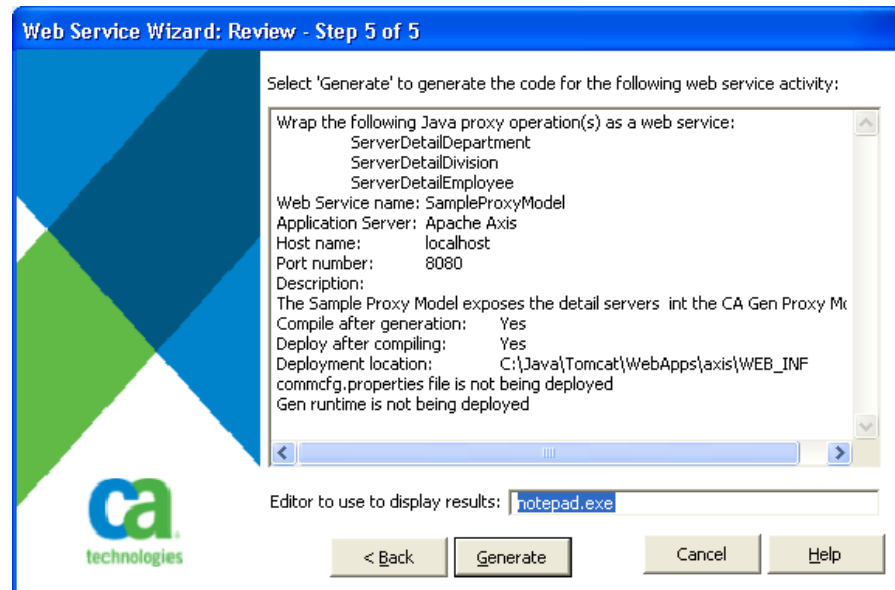 Web Service Wizard: Review - Step 5 of 5
Select 'Generate' to generate the code for the following web service activity:
Wrap the following Java proxy operation(s) as a web service:
ServerDetailDepartment
ServerDetailDivision
ServerDetailEmployee
Web Service name: SampleProxyModel
Application Server: Apache Axis
Host name: localhost
Port number: 8080
Description:
The Sample Proxy Model exposes the detail servers int the CA Gen Proxy Mo
Compile after generation: Yes
Deploy after compiling: Yes
Deployment location: C:\Java\Tomcat\WebApps\axis\WEB_INF
commcfg.properties file is not being deployed
Gen runtime is not being deployed
Editor to use to display results: notepad.exe
ca
technologies
< Back Generate Cancel Help